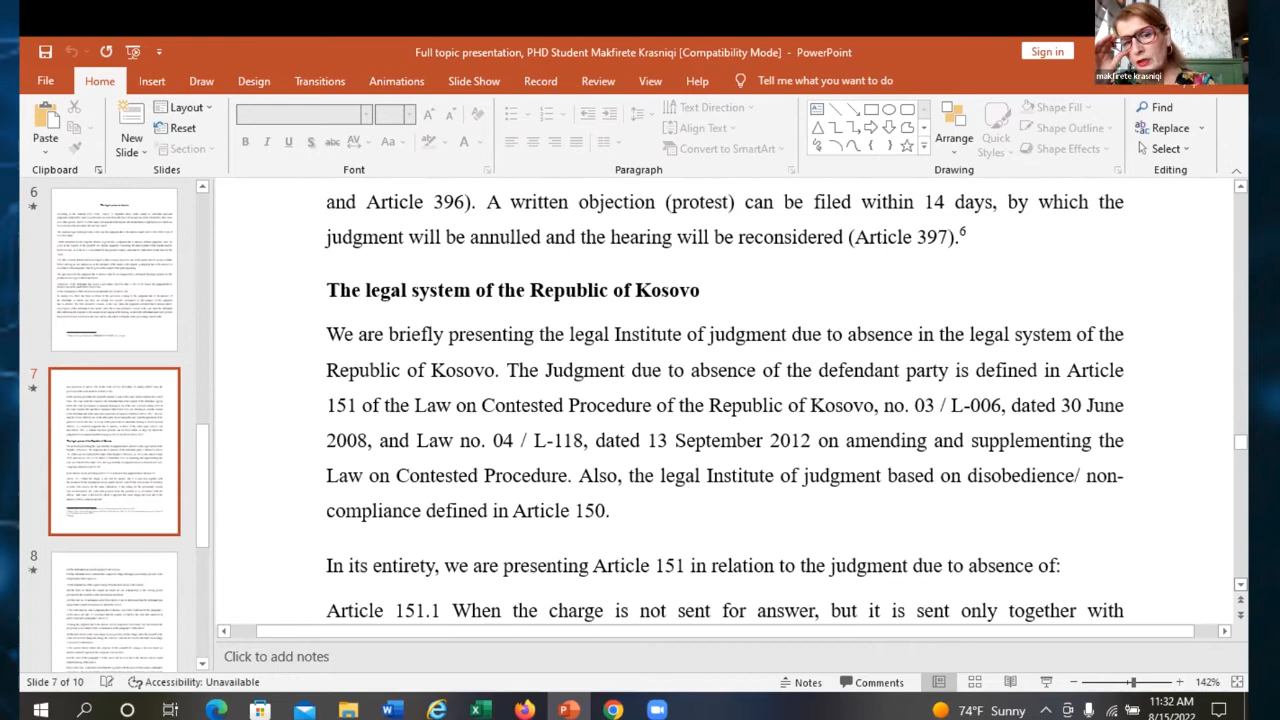 Full topic presentation, PHD Student Makfirete Krasniqi [Compatibility Mode] - PowerPoint
Sign in
makfirete krasniqi
File Home Insert Draw Design Transitions Animations Slide Show Record Review View Help Tell me what you want to do
Paste
New Slide
Layout
Reset
Section
Text Direction
Align Text
Convert to SmartArt
Arrange
Quick Styles
Shape Fill
Shape Outline
Shape Effects
Find
Replace
Select
Clipboard Slides Font Paragraph Drawing Editing
6
7
8
and Article 396). A written objection (protest) can be filed within 14 days, by which the
judgment will be annulled and the hearing will be reconsidered (Article 397).6
The legal system of the Republic of Kosovo
We are briefly presenting the legal Institute of judgment due to absence in the legal system of the
Republic of Kosovo. The Judgment due to absence of the defendant party is defined in Article
151 of the Law on Contested Procedure of the Republic of Kosovo, no. 03 / L-006, dated 30 June
2008, and Law no. 04 / L-118, dated 13 September 2012 on amending and supplementing the
Law on Contested Procedure. Also, the legal Institute of judgment based on disobedience/ non-
compliance defined in Article 150.
In its entirety, we are presenting Article 151 in relation to the judgment due to absence of:
Article 151.1 When the charge is not sent for reply, but it is sent only together with
Click to add notes
Slide 7 of 10 Accessibility: Unavailable Notes Comments 142%
74°F Sunny
11:32 AM
8/15/2022